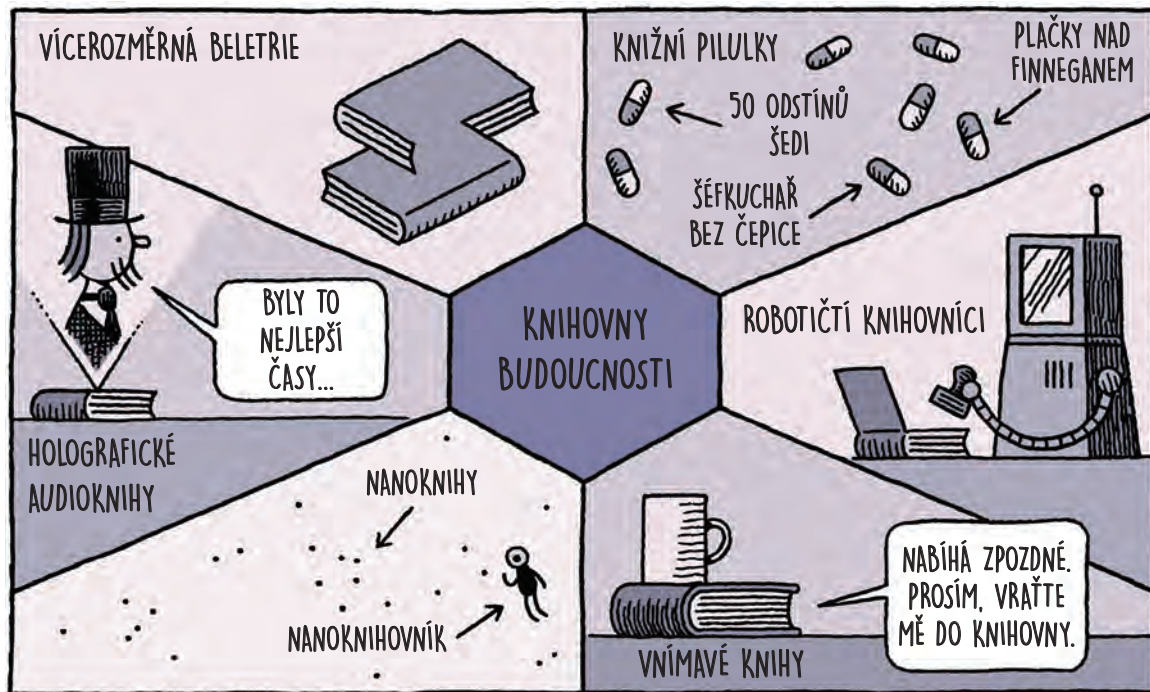 VÍCEROZMĚRNÁ BELETRIE
KNIŽNÍ PILULKY
PLAČKY NAD
FINNEGANEM
50 ODSTÍNŮ
ŠEDI
ŠÉFKUCHAŘ
BEZ ČEPICE
BYLY TO
NEJLEPŠÍ
ČASY...
HOLOGRAFICKÉ
AUDIOKNIHY
KNIHOVNY
BUDOUCNOSTI
ROBOTIČTÍ KNIHOVNÍCI
NANOKNIHY
NANOKNIHOVNÍK
NABÍHÁ ZPOZDNÉ.
PROSÍM, VRAŤTE
MĚ DO KNIHOVNY.
VNÍMAVÉ KNIHY